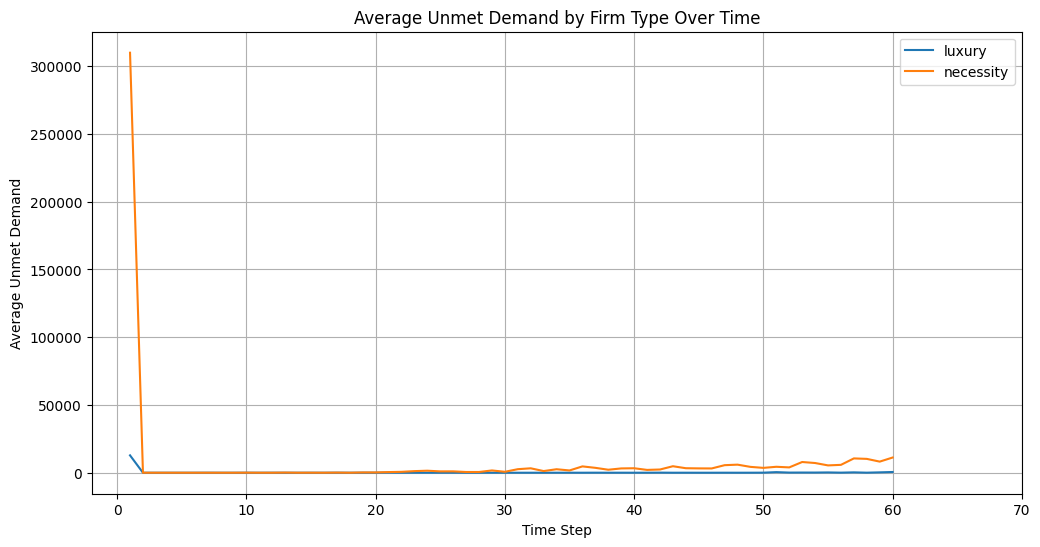 Average Unmet Demand by Firm Type Over Time
luxury
necessity
Average Unmet Demand
300000
250000
200000
150000
100000
50000
0
0 10 20 30 40 50 60 70
Time Step